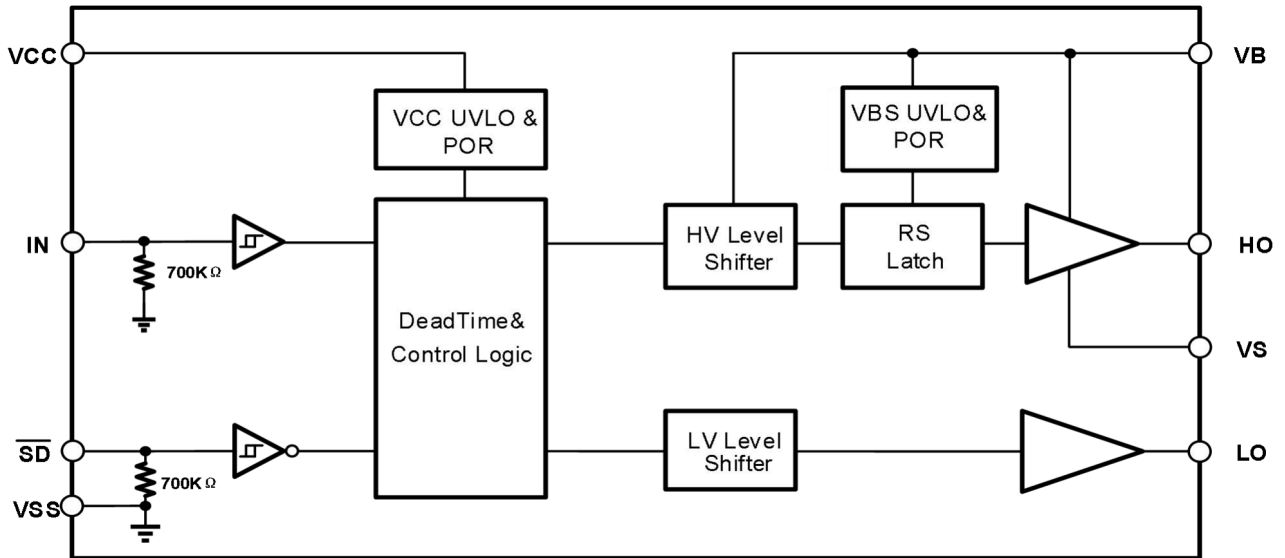 VCC
VB
VCC UVLO &
POR
VBS UVLO&
POR
IN
700KΩ
HV Level
Shifter
RS
Latch
HO
DeadTime&
Control Logic
VS
SD
700KΩ
VSS
LV Level
Shifter
LO